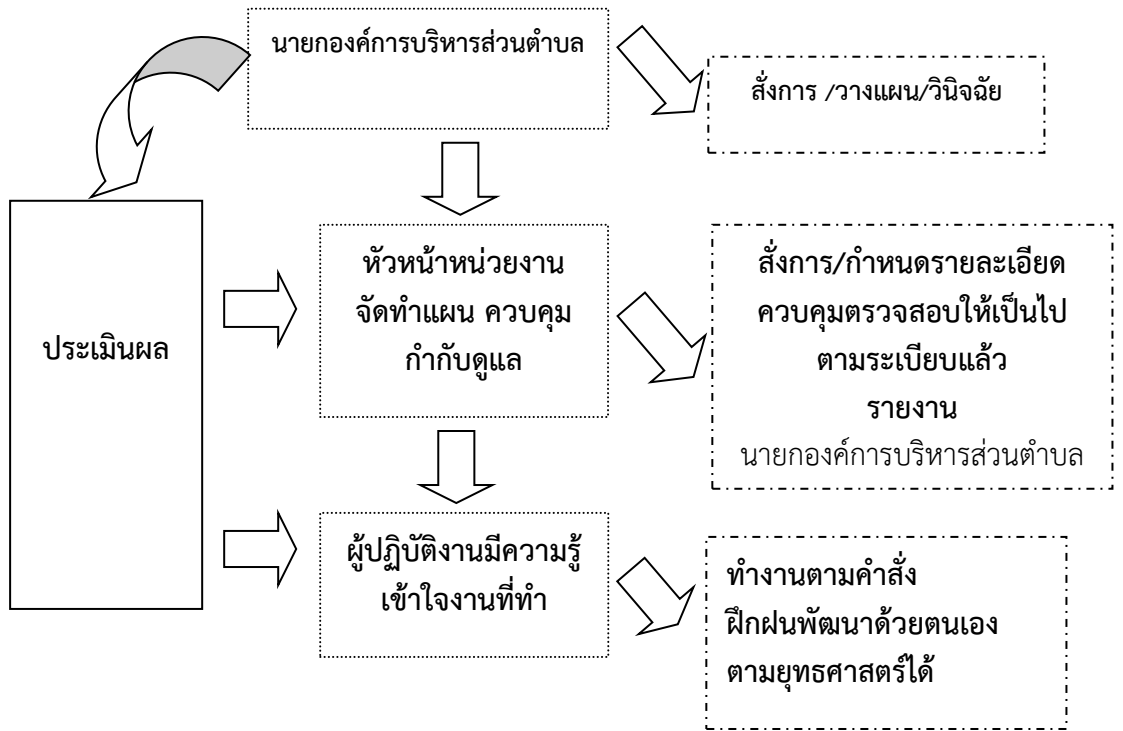 นายกองค์การบริหารส่วนตำบล
สั่งการ /วางแผน/วินิจฉัย
ประเมินผล
หัวหน้าหน่วยงาน
จัดทำแผน ควบคุม
กำกับดูแล
สั่งการ/กำหนดรายละเอียด
ควบคุมตรวจสอบให้เป็นไป
ตามระเบียบแล้ว
รายงาน
นายกองค์การบริหารส่วนตำบล
ผู้ปฏิบัติงานมีความรู้
เข้าใจงานที่ทำ
ทำงานตามคำสั่ง
ฝึกฝนพัฒนาด้วยตนเอง
ตามยุทธศาสตร์ได้